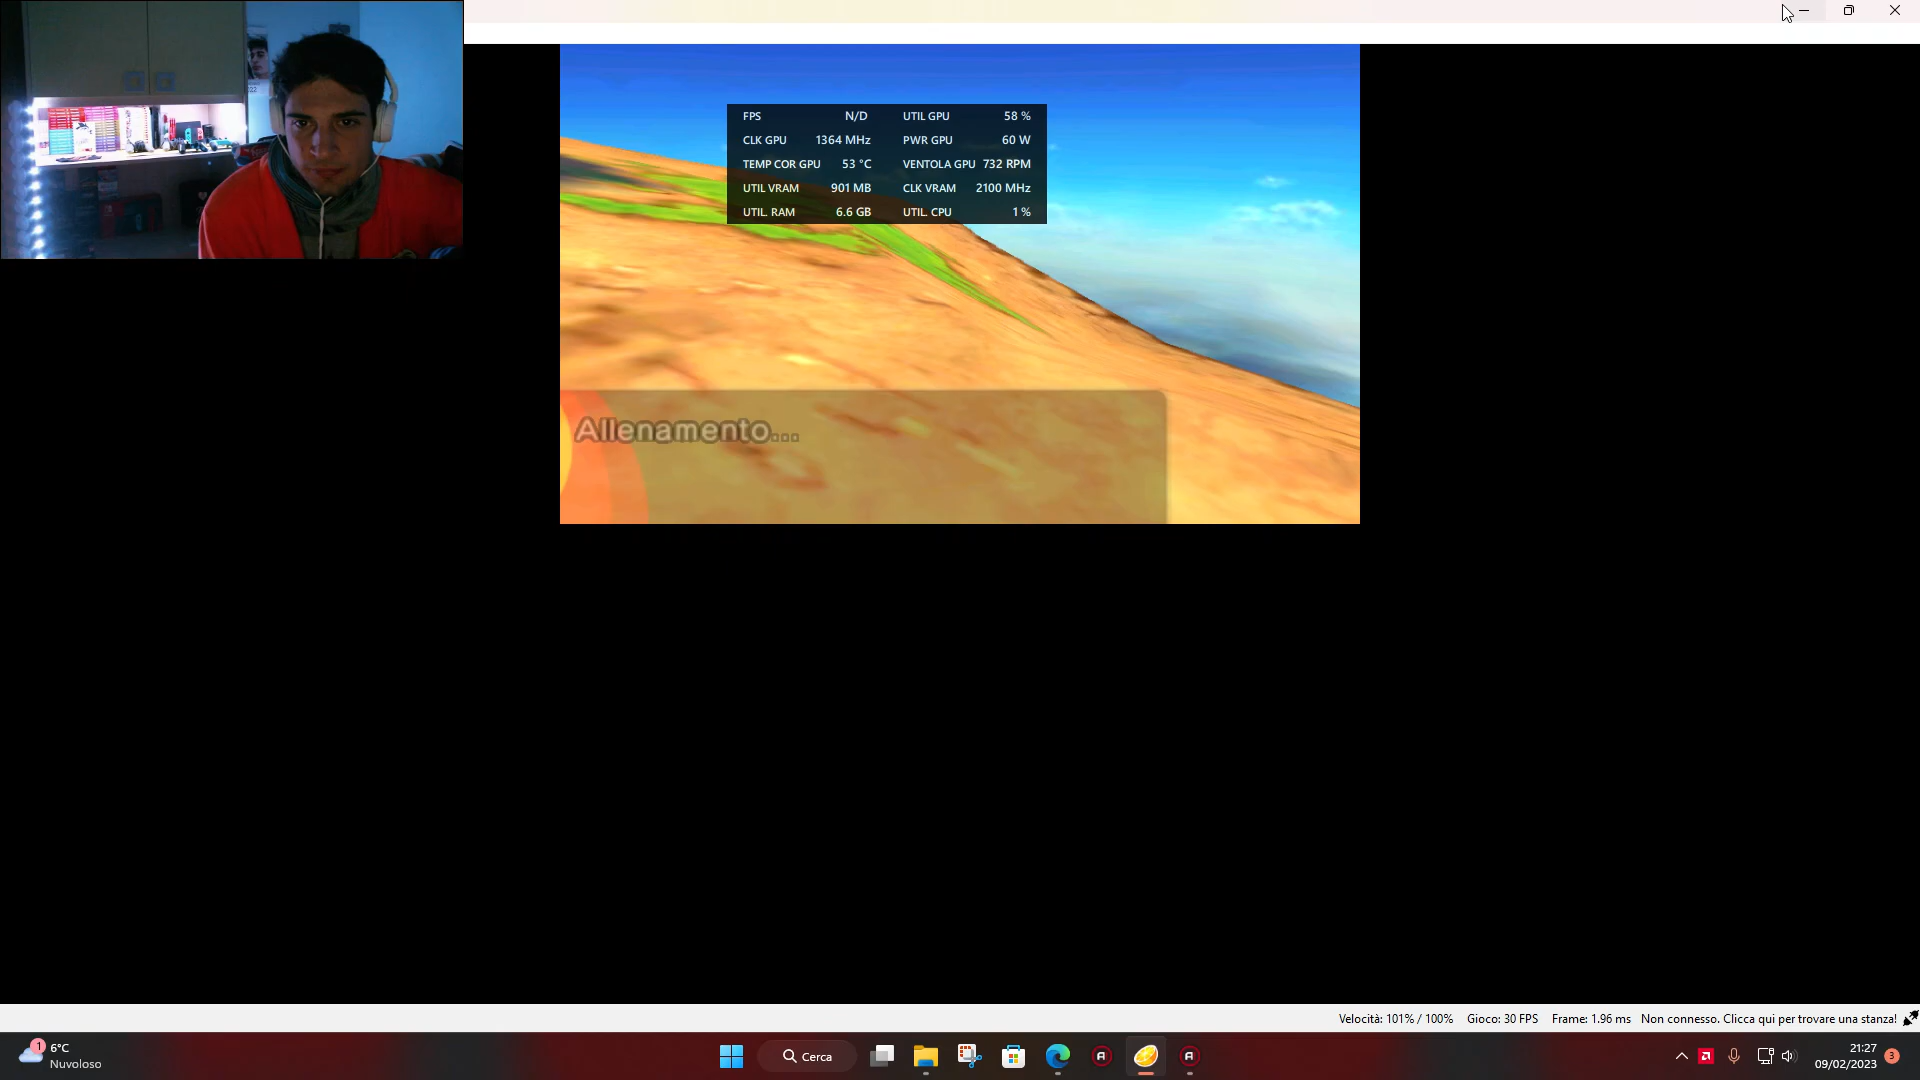 FPS N/D UTIL GPU 58 %
CLK GPU 1364 MHz PWR GPU 60 W
TEMP COR GPU 53 °C VENTOLA GPU 732 RPM
UTIL VRAM 901 MB CLK VRAM 2100 MHz
UTIL. RAM 6.6 GB UTIL. CPU 1 %
Allenamento...
Velocità: 101% / 100% Gioco: 30 FPS Frame: 1.96 ms Non connesso. Clicca qui per trovare una stanza!
1
6°C
Nuvoloso
Cerca
21:27
09/02/2023
3